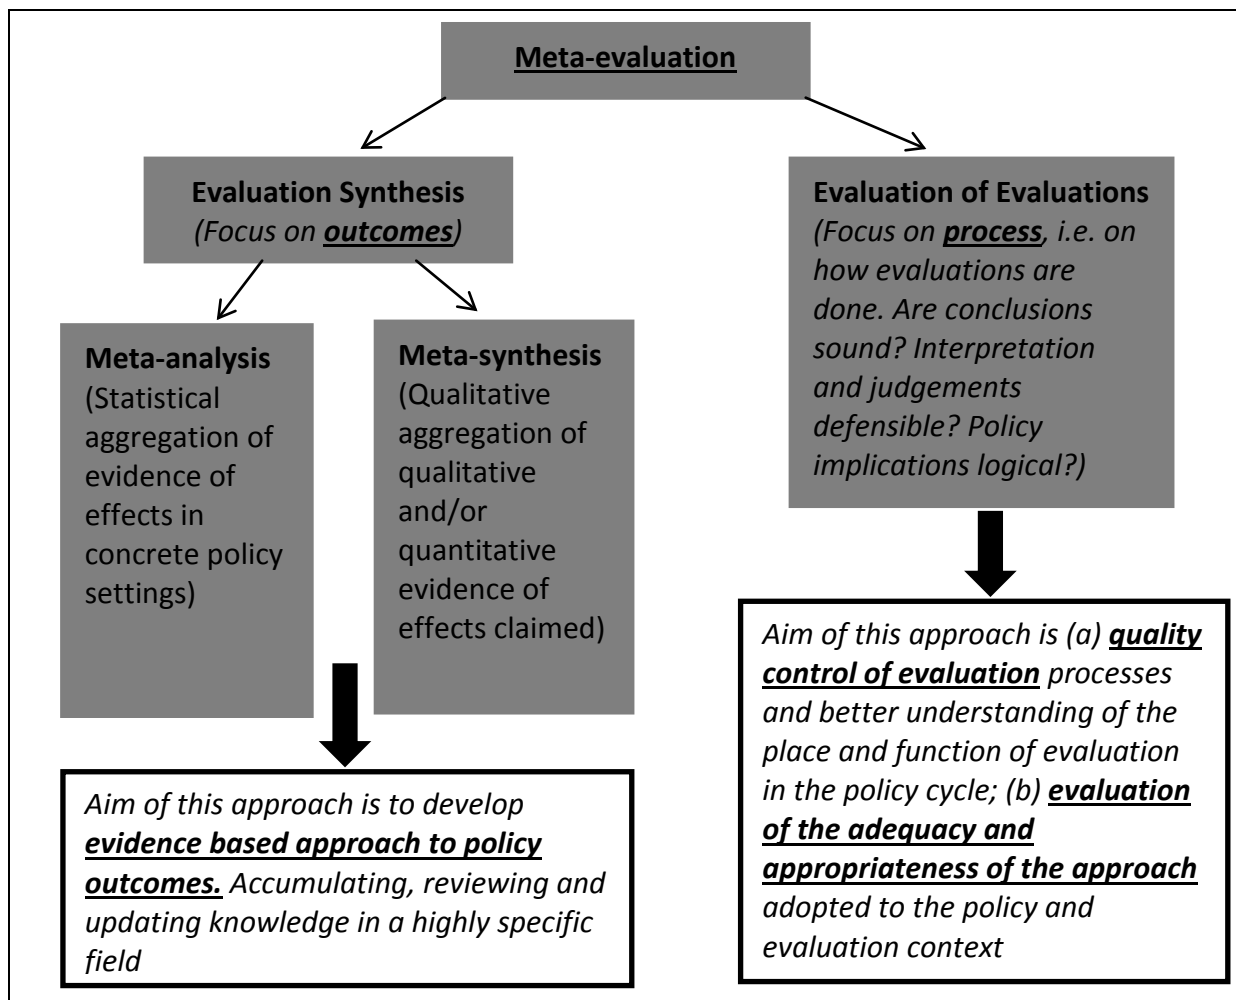 Meta-evaluation
Evaluation Synthesis
(Focus on outcomes)
Evaluation of Evaluations
(Focus on process, i.e. on
how evaluations are
done. Are conclusions
sound? Interpretation
and judgements
defensible? Policy
implications logical?)
Meta-analysis
(Statistical
aggregation of
evidence of
effects in
concrete policy
settings)
Meta-synthesis
(Qualitative
aggregation of
qualitative
and/or
quantitative
evidence of
effects claimed)
Aim of this approach is to develop
evidence based approach to policy
outcomes. Accumulating, reviewing and
updating knowledge in a highly specific
field
Aim of this approach is (a) quality
control of evaluation processes
and better understanding of the
place and function of evaluation
in the policy cycle; (b) evaluation
of the adequacy and
appropriateness of the approach
adopted to the policy and
evaluation context